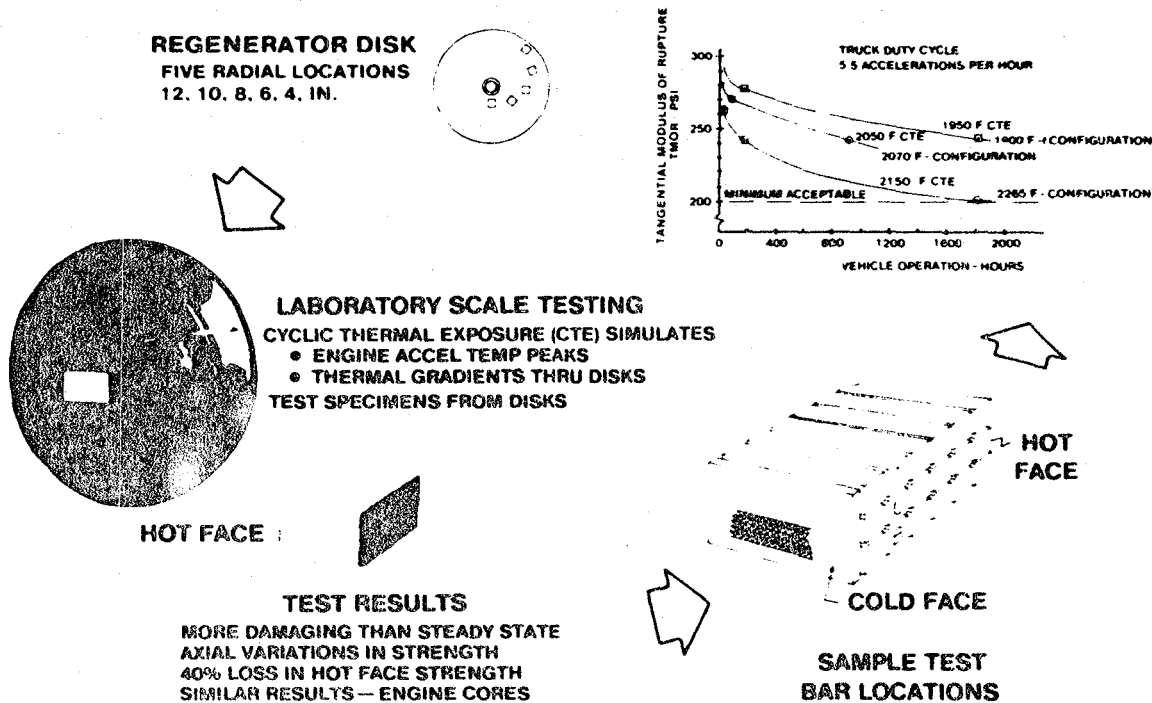 REGENERATOR DISK
FIVE RADIAL LOCATIONS
12, 10, 8, 6, 4, IN.
TANGENTIAL MODULUS OF RUPTURE
TMOR - PSI
300
250
200
TRUCK DUTY CYCLE
5 5 ACCELERATIONS PER HOUR
1950 F CTE
1900 F - CONFIGURATION
2050 F CTE
2070 F - CONFIGURATION
2150 F CTE
MINIMUM ACCEPTABLE
2265 F - CONFIGURATION
0 400 800 1200 1600 2000
VEHICLE OPERATION - HOURS
LABORATORY SCALE TESTING
CYCLIC THERMAL EXPOSURE (CTE) SIMULATES
• ENGINE ACCEL TEMP PEAKS
• THERMAL GRADIENTS THRU DISKS
TEST SPECIMENS FROM DISKS
HOT FACE
HOT
FACE
COLD FACE
TEST RESULTS
MORE DAMAGING THAN STEADY STATE
AXIAL VARIATIONS IN STRENGTH
40% LOSS IN HOT FACE STRENGTH
SIMILAR RESULTS — ENGINE CORES
SAMPLE TEST
BAR LOCATIONS